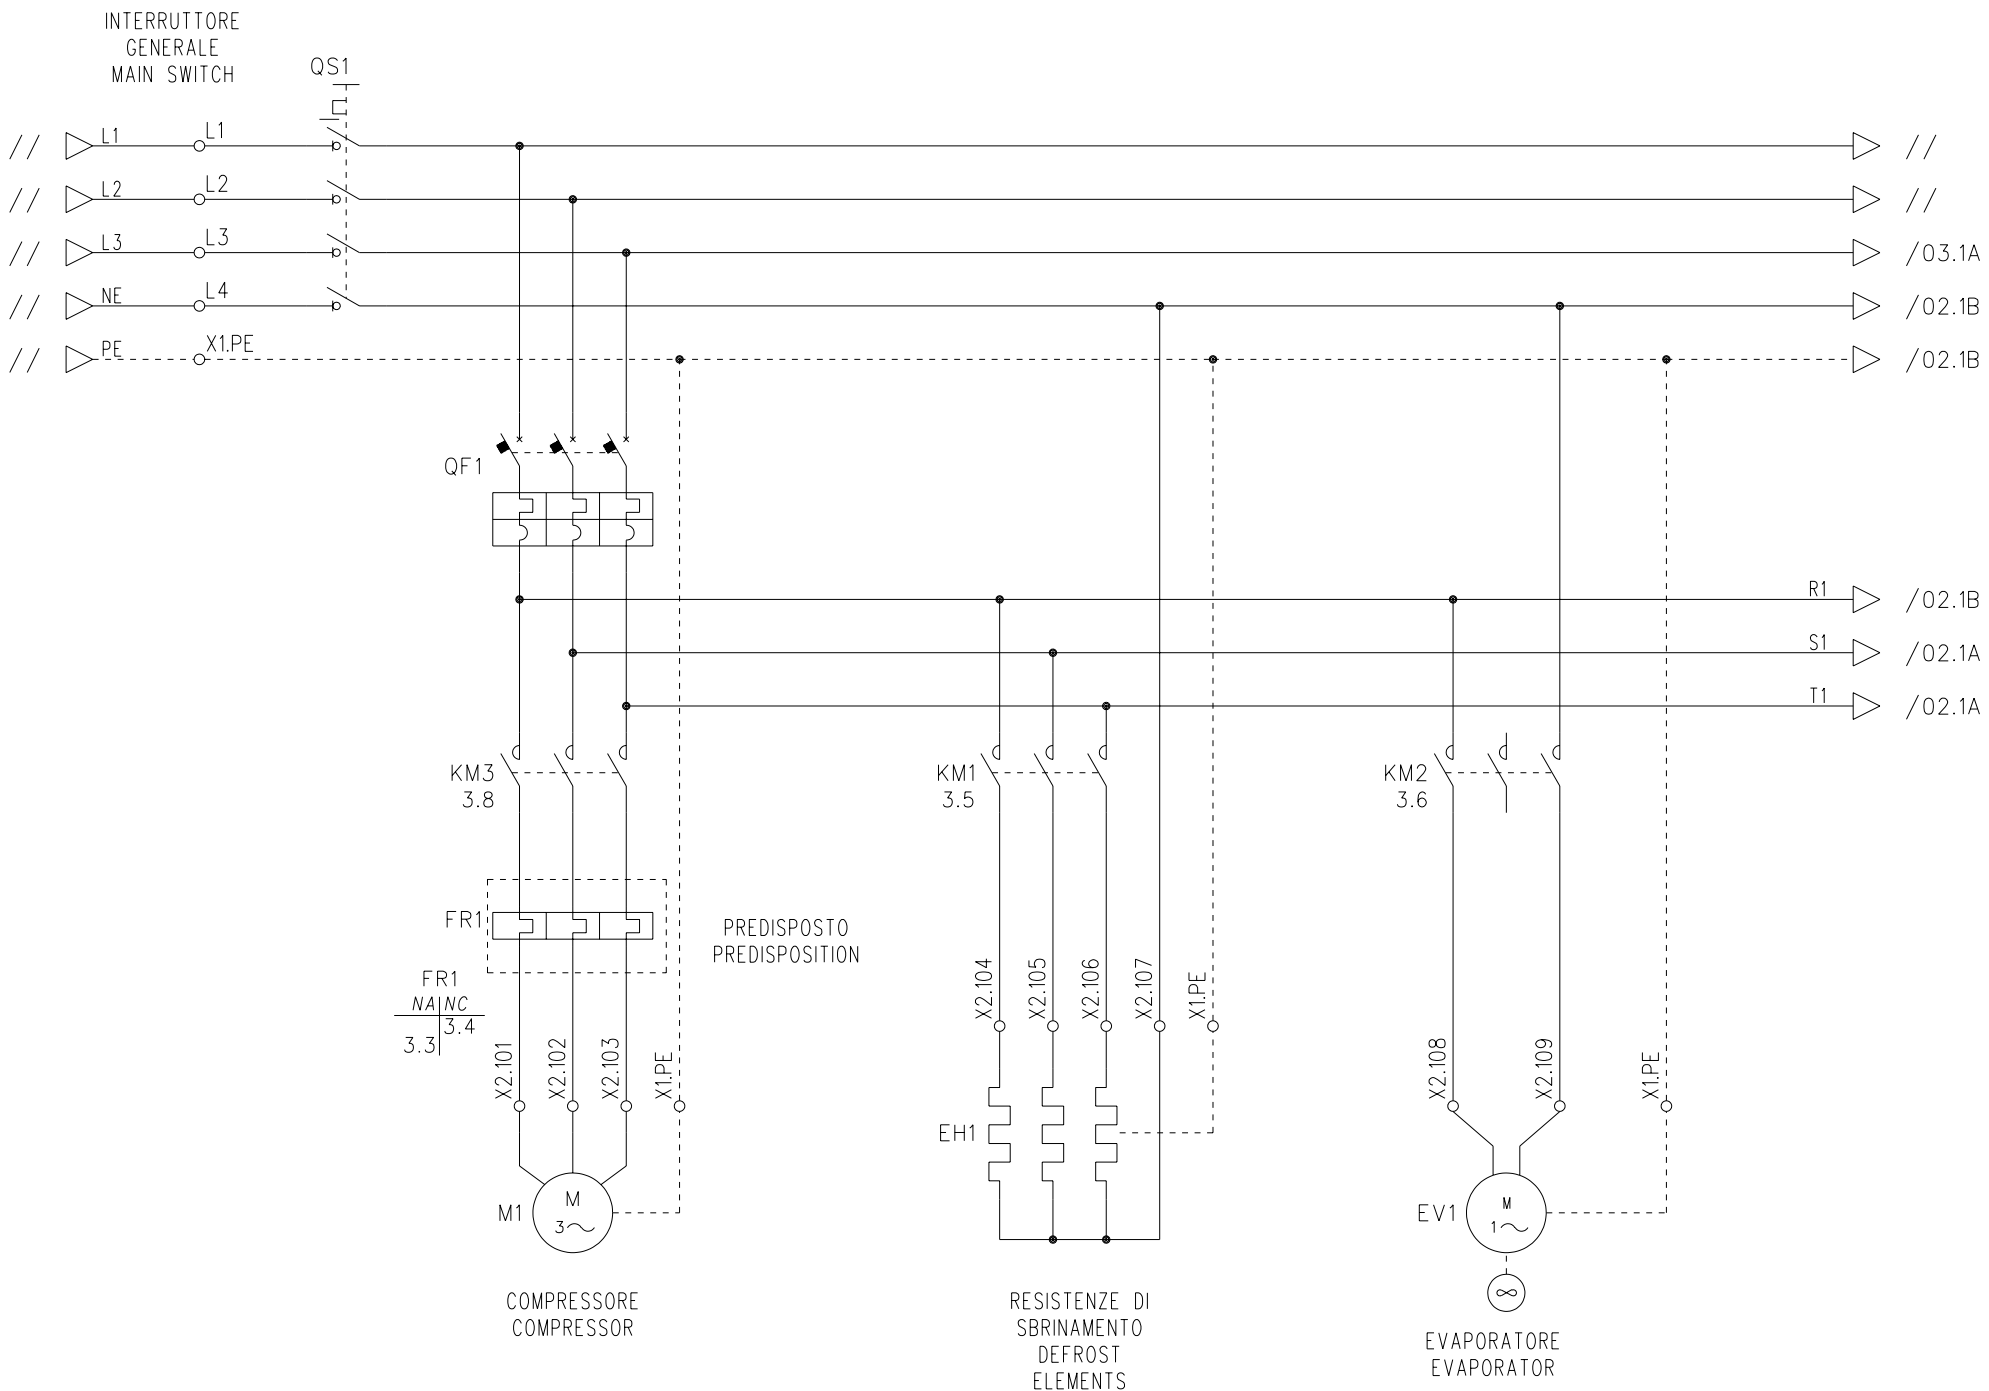 INTERRUTTORE
GENERALE
MAIN SWITCH
QS1
// L1 L1 //
// L2 L2 //
// L3 L3 /03.1A
// NE L4 /02.1B
// PE X1.PE /02.1B
QF1
R1 /02.1B
S1 /02.1A
T1 /02.1A
KM3
3.8
KM1
3.5
KM2
3.6
FR1
PREDISPOSTO
PREDISPOSITION
FR1
NA NC
3.4
3.3
X2.101
X2.102
X2.103
X1.PE
X2.104
X2.105
X2.106
X2.107
X1.PE
X2.108
X2.109
X1.PE
M1
M
3
EH1
EV1
M
1
COMPRESSORE
COMPRESSOR
RESISTENZE DI
SBRINAMENTO
DEFROST
ELEMENTS
EVAPORATORE
EVAPORATOR